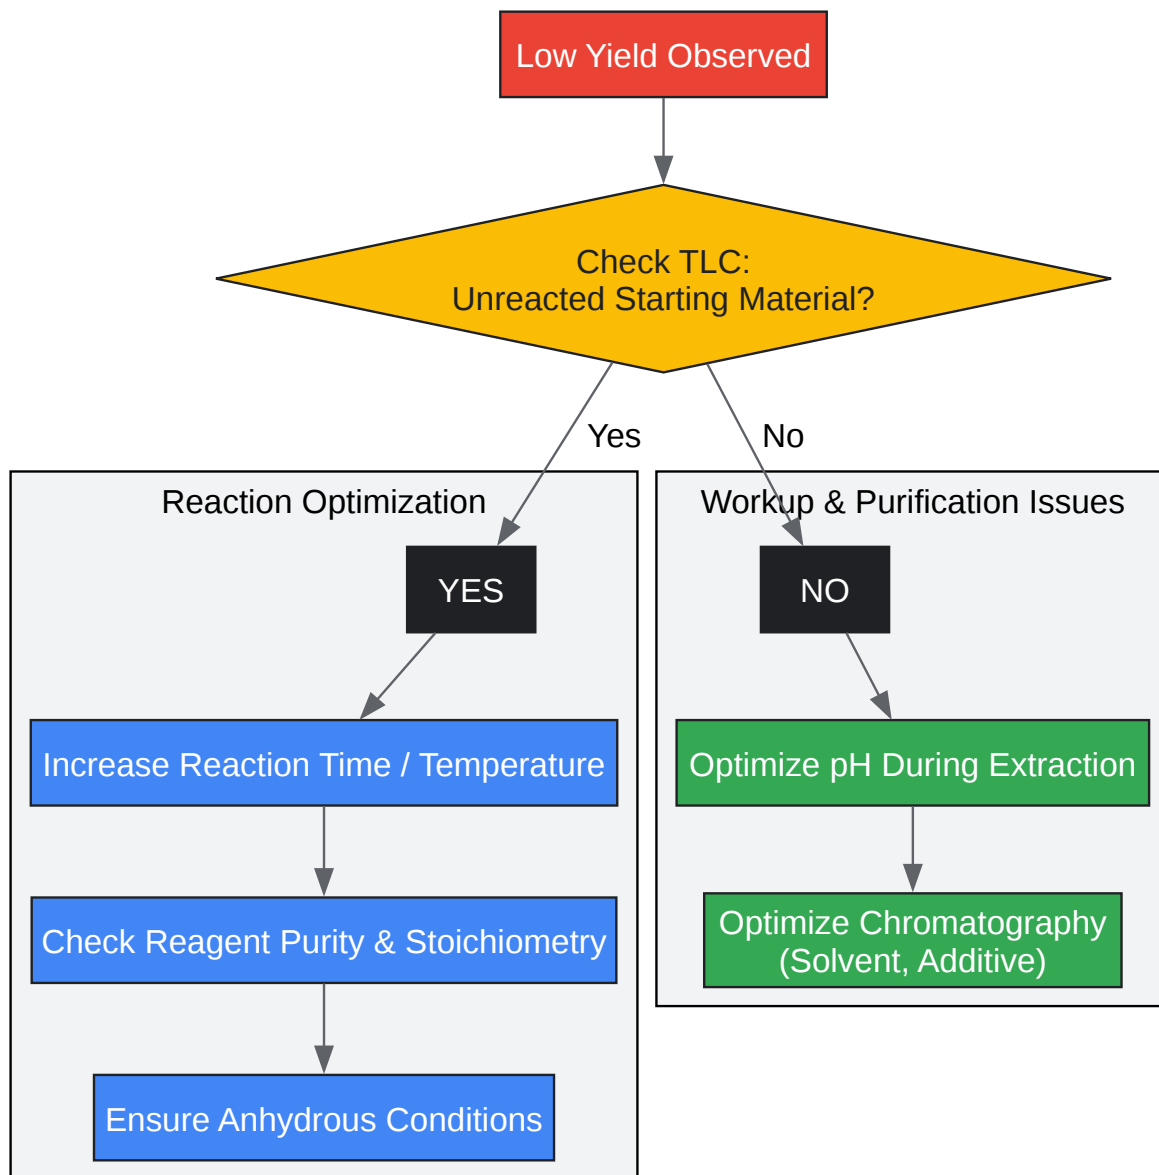 Low Yield Observed
Check TLC:
Unreacted Starting Material?
Yes
No
Reaction Optimization
Workup & Purification Issues
YES
NO
Increase Reaction Time / Temperature
Optimize pH During Extraction
Check Reagent Purity & Stoichiometry
Optimize Chromatography
(Solvent, Additive)
Ensure Anhydrous Conditions